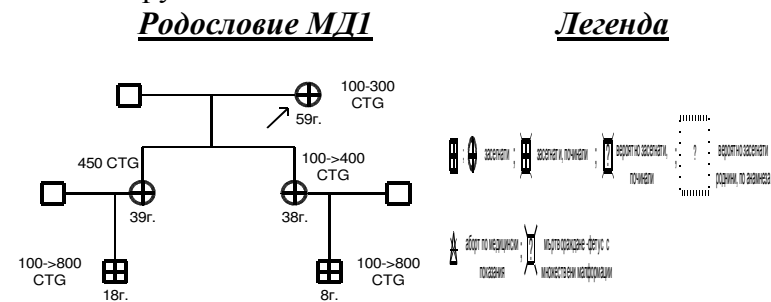 Родословие МД1
Легенда
100-300
CTG
59г.
450 CTG
100->400
CTG
39г.
38г.
100->800
CTG
18г.
100->800
CTG
8г.
; засегнати ; засегнати, починали ; ? вероятно засегнати, починали ; ? вероятно засегнати роднини, по анамнеза
аборт по медицински показания ; ? мъртвораждане -фетус с множествени малформации